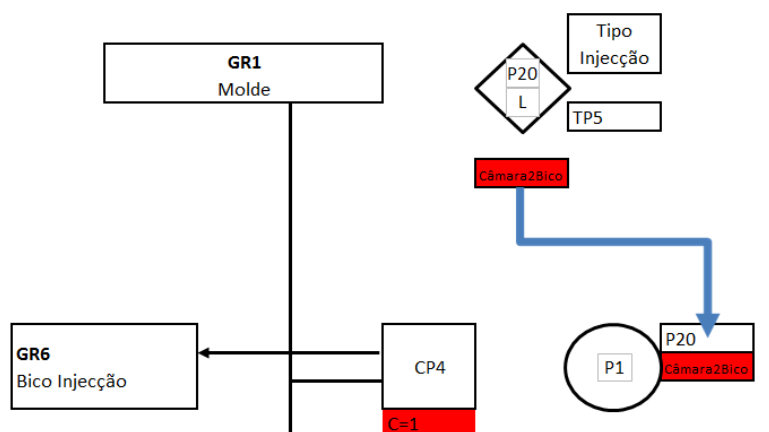 GR1
Molde
P20
L
Tipo
Injecção
TP5
Câmara2Bico
GR6
Bico Injecção
CP4
C=1
P1
P20
Câmara2Bico